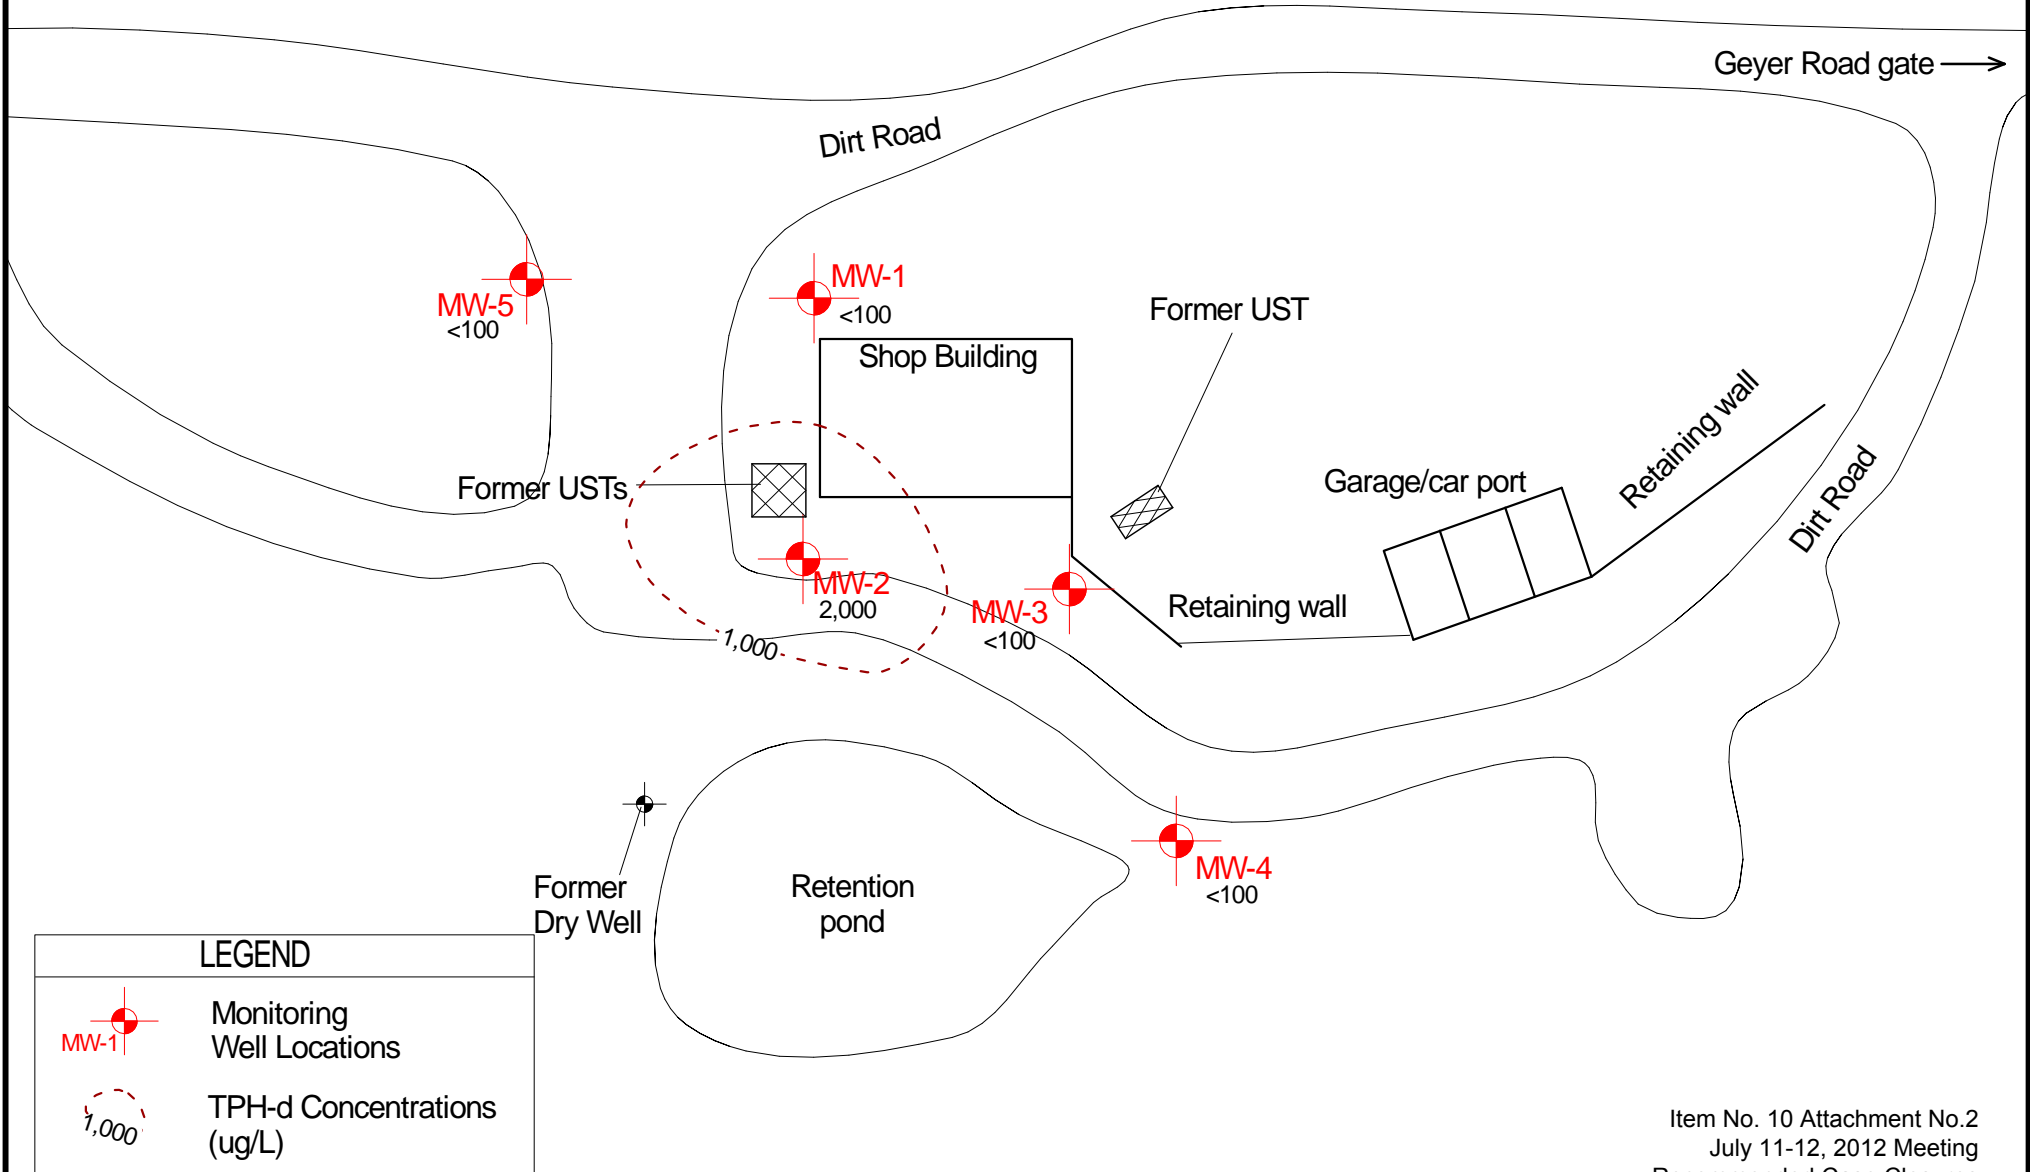 Geyer Road gate
Dirt Road
MW-1
<100
MW-5
<100
Former UST
Shop Building
Retaining wall
Garage/car port
Former USTs
Dirt Road
MW-2
2,000
MW-3
<100
Retaining wall
1,000
MW-4
<100
Former
Dry Well
Retention
pond
LEGEND
MW-1
Monitoring
Well Locations
1,000
TPH-d Concentrations
(ug/L)
Item No. 10 Attachment No.2
July 11-12, 2012 Meeting